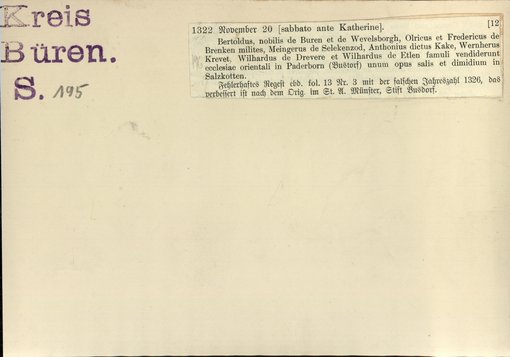 Kreis
Büren.
S. 195
1322 November 20 [sabbato ante Katherine]. [12
Bertoldus, nobilis de Buren et de Wevelsborgh, Olricus et Fredericus de
Brenken milites, Meingerus de Selekenzod, Anthonius dictus Kake, Wernherus
Krevet. Wilhardus de Drevere et Wilhardus de Etlen famuli vendiderunt
ecclesiae orientali in Paderborn (Bustorf) unum opus salis et dimidium in
Salzkotten.
Fehlerhaftes Regest ebd. fol. 13 Nr. 3 mit der falschen Jahreszahl 1326, das
verbessert ist nach dem Orig. im St. A. Münster, Stift Busdorf.